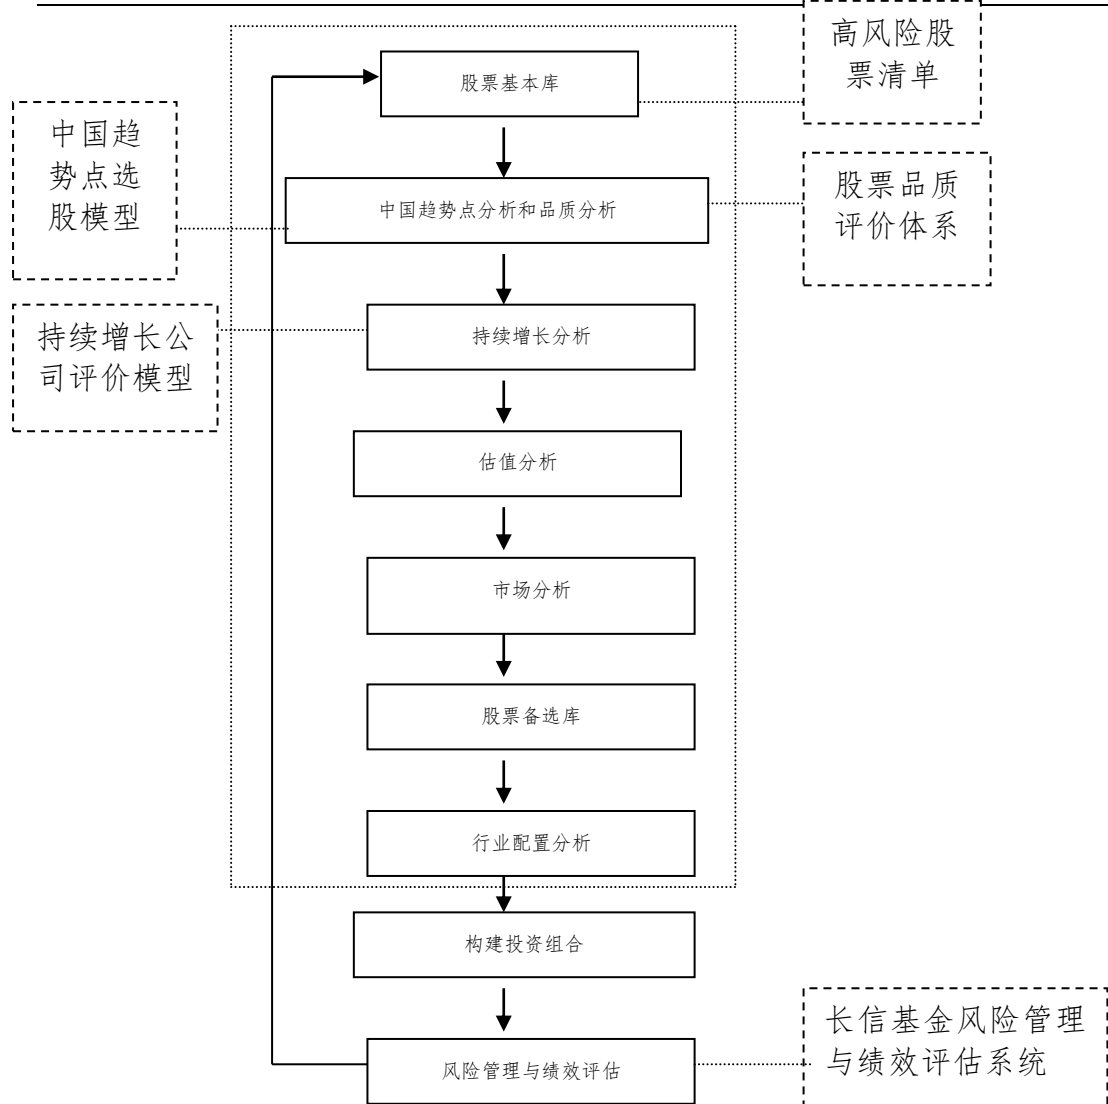 高风险股
票清单
股票基本库
中国趋
势点选
股模型
股票品质
评价体系
中国趋势点分析和品质分析
持续增长公
司评价模型
持续增长分析
估值分析
市场分析
股票备选库
行业配置分析
构建投资组合
长信基金风险管理
与绩效评估系统
风险管理与绩效评估